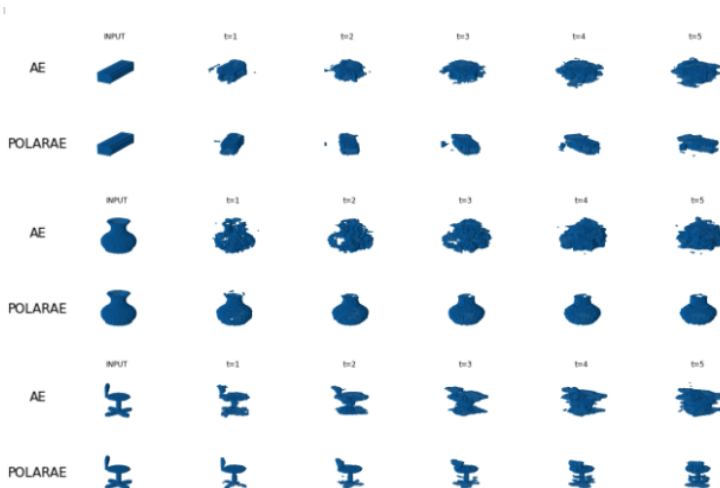 INPUT t=1 t=2 t=3 t=4 t=5
AE
POLARAE
INPUT t=1 t=2 t=3 t=4 t=5
AE
POLARAE
INPUT t=1 t=2 t=3 t=4 t=5
AE
POLARAE